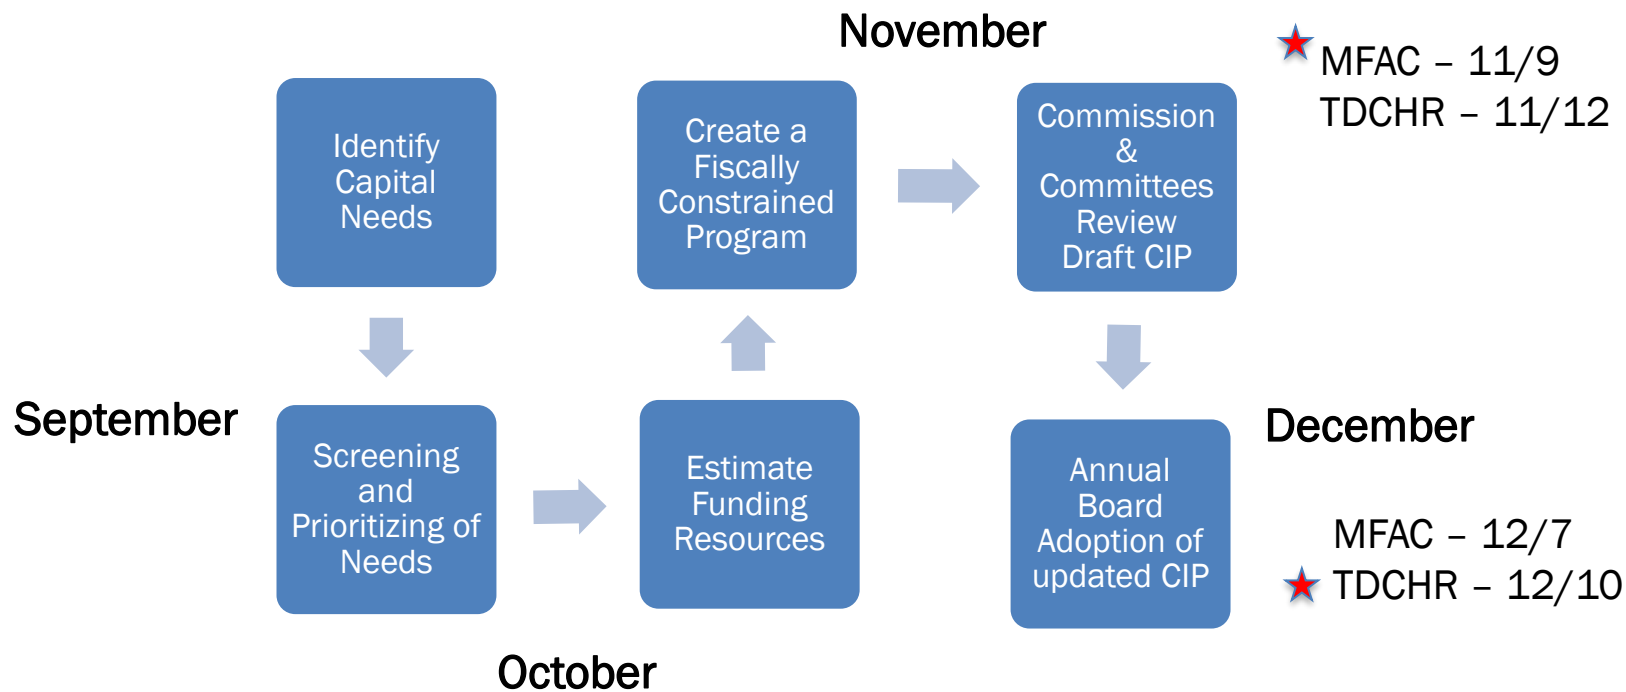 November
MFAC – 11/9
TDCHR – 11/12
Identify
Capital
Needs
Create a
Fiscally
Constrained
Program
Commission
&
Committees
Review
Draft CIP
September
Screening
and
Prioritizing of
Needs
Estimate
Funding
Resources
Annual
Board
Adoption of
updated CIP
December
MFAC – 12/7
TDCHR – 12/10
October